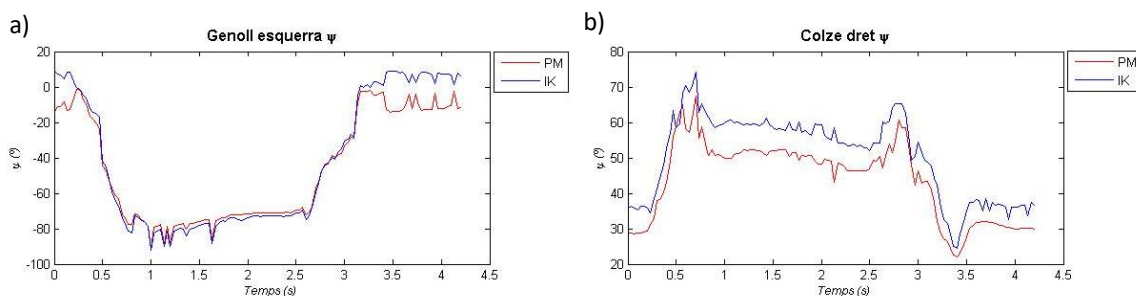 a)
Genoll esquerra ψ
20
0
-20
-40
-60
-80
-100
ψ (º)
0
0.5
1
1.5
2
2.5
3
3.5
4
4.5
Temps (s)
PM
IK
b)
Colze dret ψ
80
70
60
50
40
30
20
ψ (º)
0
0.5
1
1.5
2
2.5
3
3.5
4
4.5
Temps (s)
PM
IK